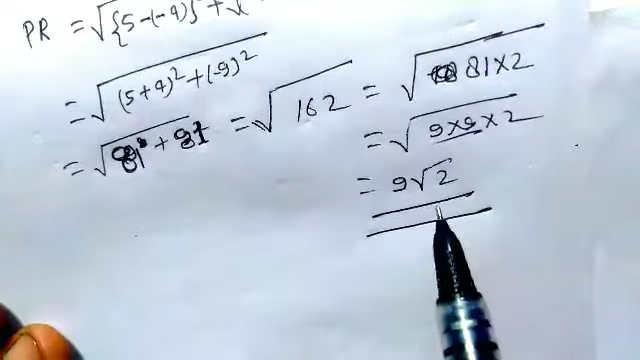 PR = √{5-(-4)}² + √
= √(5+4)² + (-9)²
= √81 + 81 = √162 = √81×2
= √9×9×2
= 9√2